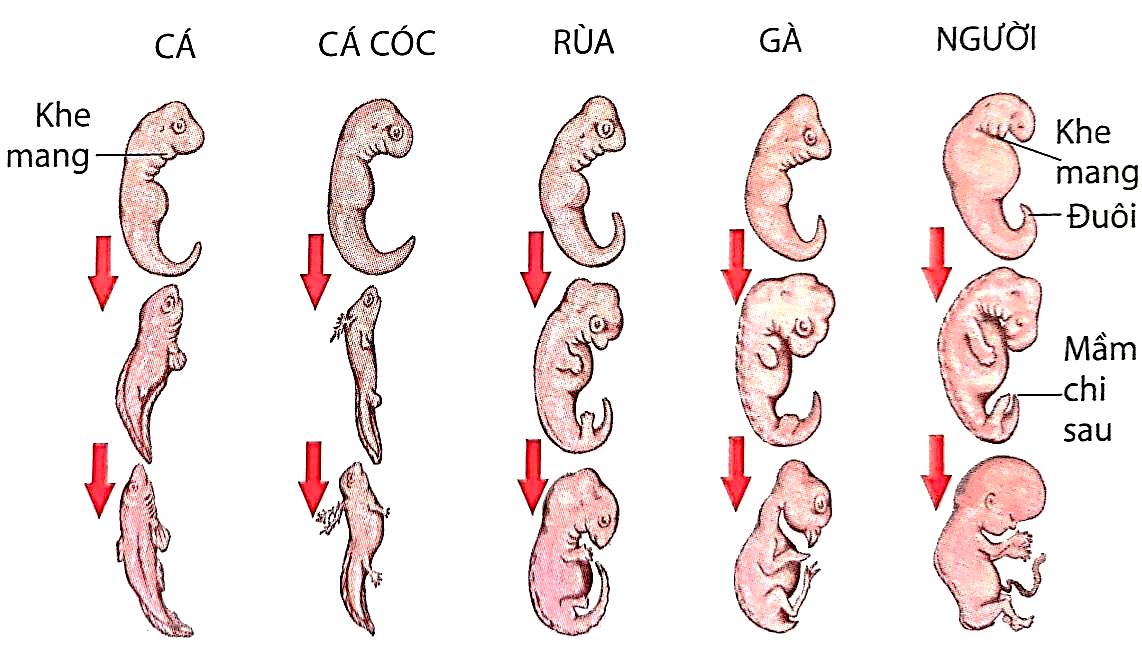 CÁ
CÁ CÓC
RÙA
GÀ
NGƯỜI
Khe
mang
Khe
mang
Đuôi
Mầm
chi
sau